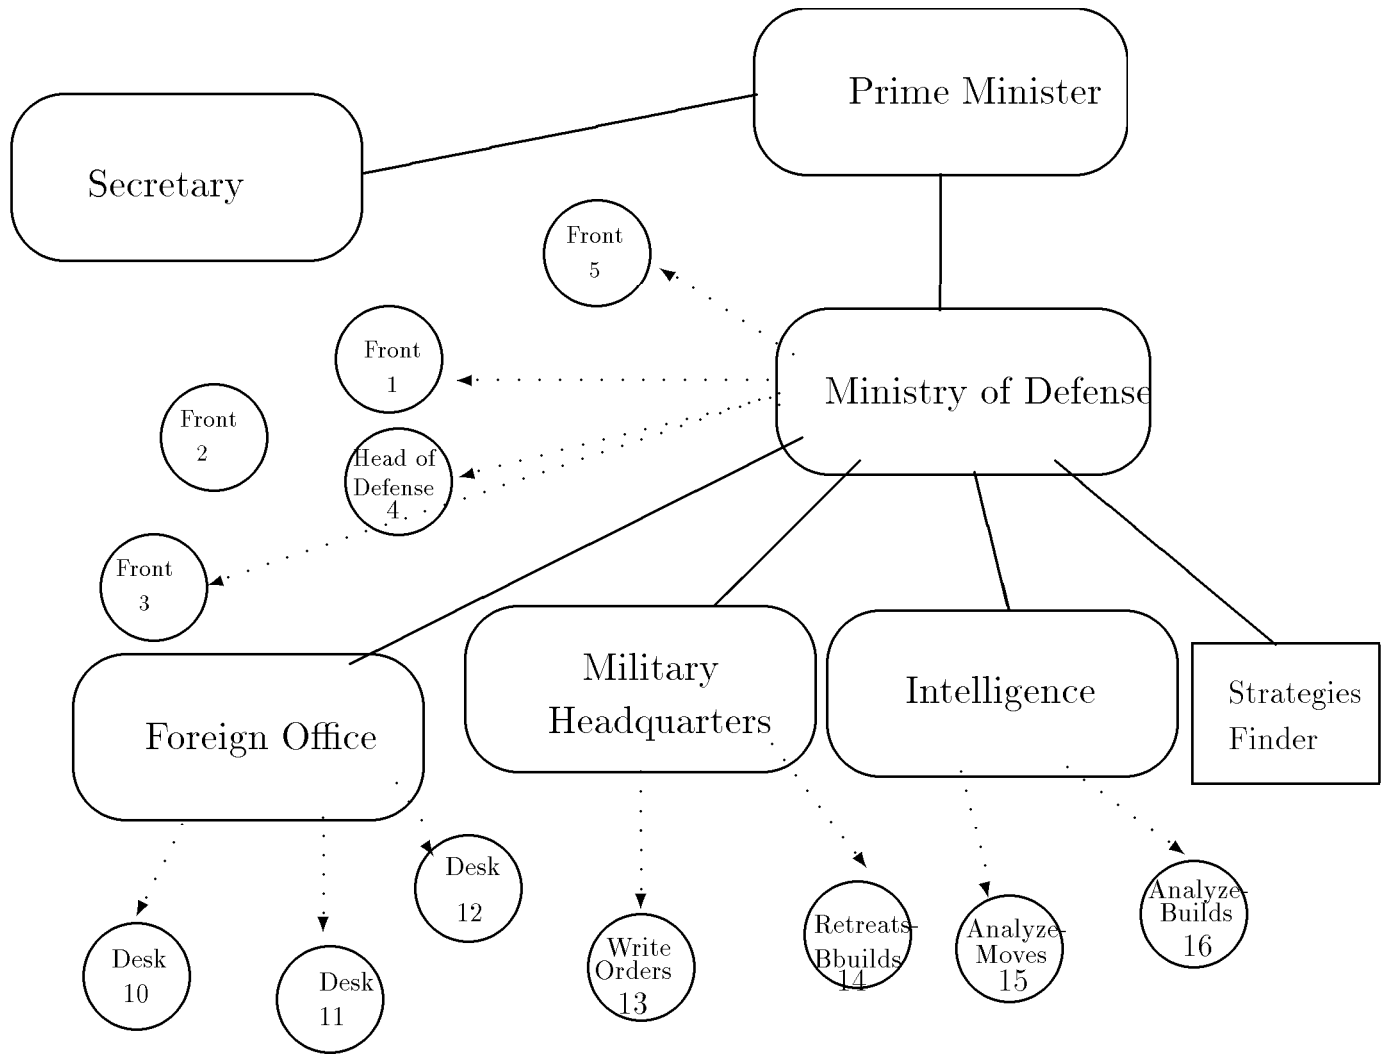 Prime Minister
Secretary
Front
5
Front
1
Ministry of Defense
Front
2
Head of
Defense
4
Front
3
Military
Headquarters
Intelligence
Strategies
Finder
Foreign Office
Desk
12
Analyze-
Builds
16
Retreats-
Bbuilds
14
Analyze-
Moves
15
Write
Orders
13
Desk
10
Desk
11